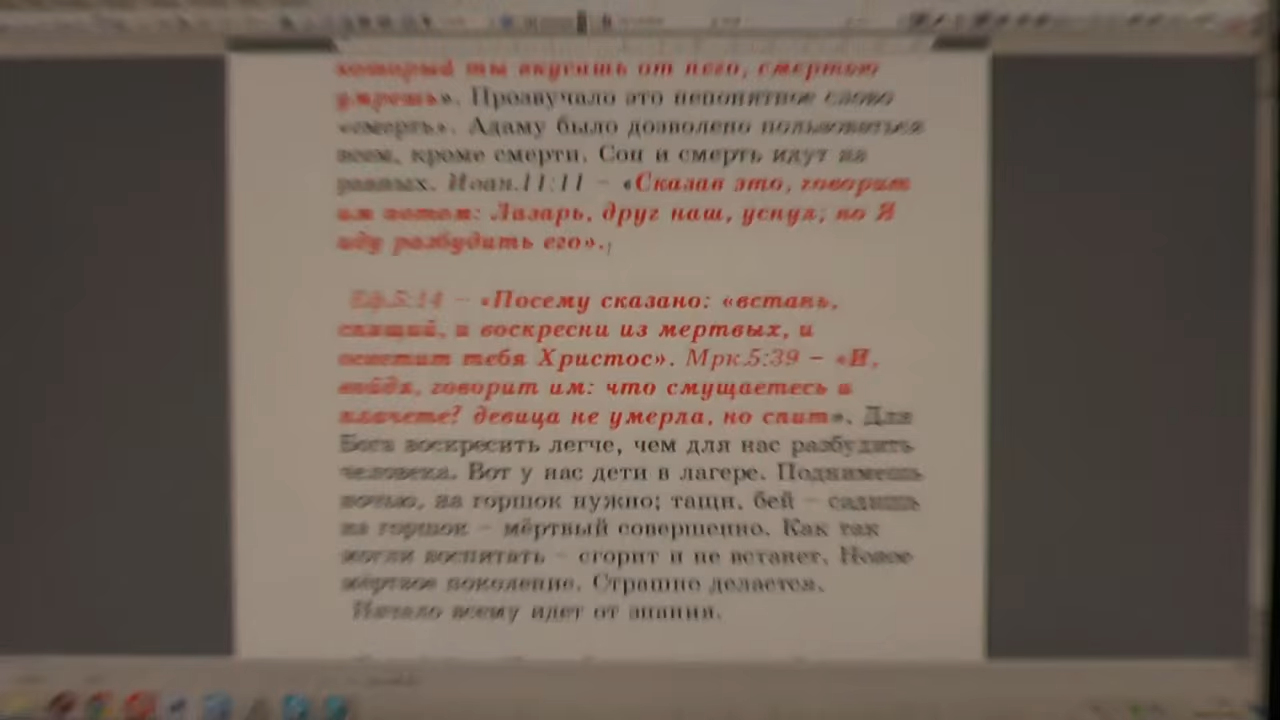 который ты вкусишь от него, смертью
умрешь». Прозвучало это непонятное слово
«смерть». Адаму было дозволено пользоваться
всем, кроме смерти. Сон и смерть идут на
равных. Иоан.11:11 – «Сказав это, говорит
им потом: Лазарь, друг наш, уснул; но Я
иду разбудить его».
Еф.5:14 – «Посему сказано: «встань,
спящий, и воскресни из мертвых, и
осветит тебя Христос». Мрк.5:39 – «И,
войдя, говорит им: что смущаетесь и
плачете? девица не умерла, но спит». Для
Бога воскресить легче, чем для нас разбудить
человека. Вот у нас дети в лагере. Поднимешь
ночью, на горшок нужно; тащи, бей – садишь
на горшок – мёртвый совершенно. Как так
могли воспитать – сгорит и не встанет. Новое
мёртвое поколение. Страшно делается.
Начало всему идет от знания.